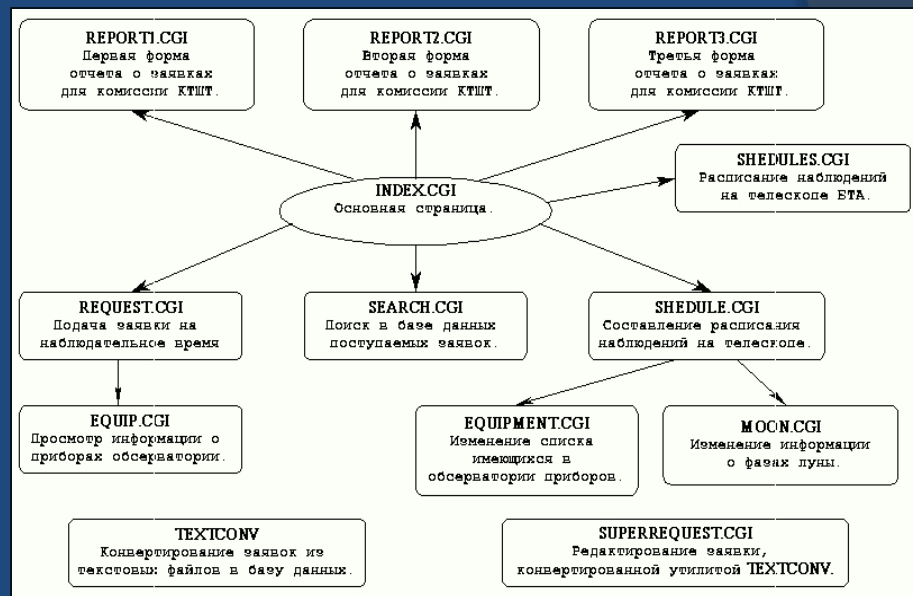 REPORT1.CGI
Первая форма
отчета о заявках
для комиссии КТШТ.
REPORT2.CGI
Вторая форма
отчета о заявках
для комиссии КТШТ.
REPORT3.CGI
Третья форма
отчета о заявках
для комиссии КТШТ.
SHEDULES.CGI
Расписание наблюдений
на телескопе БТА.
INDEX.CGI
Основная страница.
REQUEST.CGI
Подача заявки на
наблюдательное время
SEARCH.CGI
Поиск в базе данных
поступаемых заявок.
SHEDULE.CGI
Составление расписания
наблюдений на телескопе.
EQUIP.CGI
Просмотр информации о
приборах обсерватории.
EQUIPMENT.CGI
Изменение списка
имеющихся в
обсерватории приборов.
MOON.CGI
Изменение информации
о фазах луны.
TEXTCONV
Конвертирование заявок из
текстовых файлов в базу данных.
SUPERREQUEST.CGI
Редактирование заявки,
конвертированной утилитой TEXTCONV.